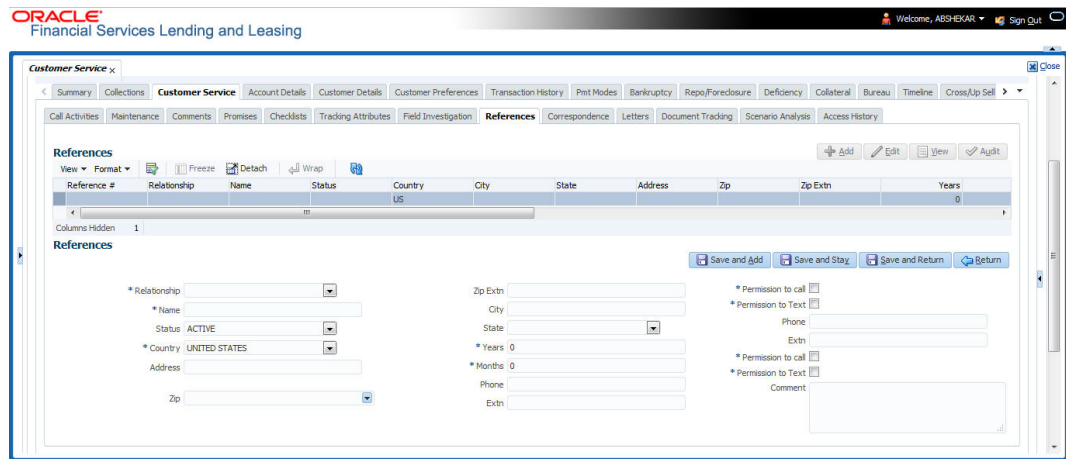 ORACLE®
Financial Services Lending and Leasing
Welcome, ABSHEKAR Sign Out
Customer Service x
Close
Summary Collections Customer Service Account Details Customer Details Customer Preferences Transaction History Pmt Modes Bankruptcy Repo/Foreclosure Deficiency Collateral Bureau Timeline Cross/Up Sell
Call Activities Maintenance Comments Promises Checklists Tracking Attributes Field Investigation References Correspondence Letters Document Tracking Scenario Analysis Access History
References
Add Edit View Audit
View Format Freeze Detach Wrap
Reference # Relationship Name Status Country City State Address Zip Zip Extn Years
US 0
Columns Hidden 1
References
Save and Add Save and Stay Save and Return Return
* Relationship
* Name
Status ACTIVE
* Country UNITED STATES
Address
Zip
Zip Extn
City
State
* Years 0
* Months 0
Phone
Extn
* Permission to call
* Permission to Text
Phone
Extn
* Permission to call
* Permission to Text
Comment